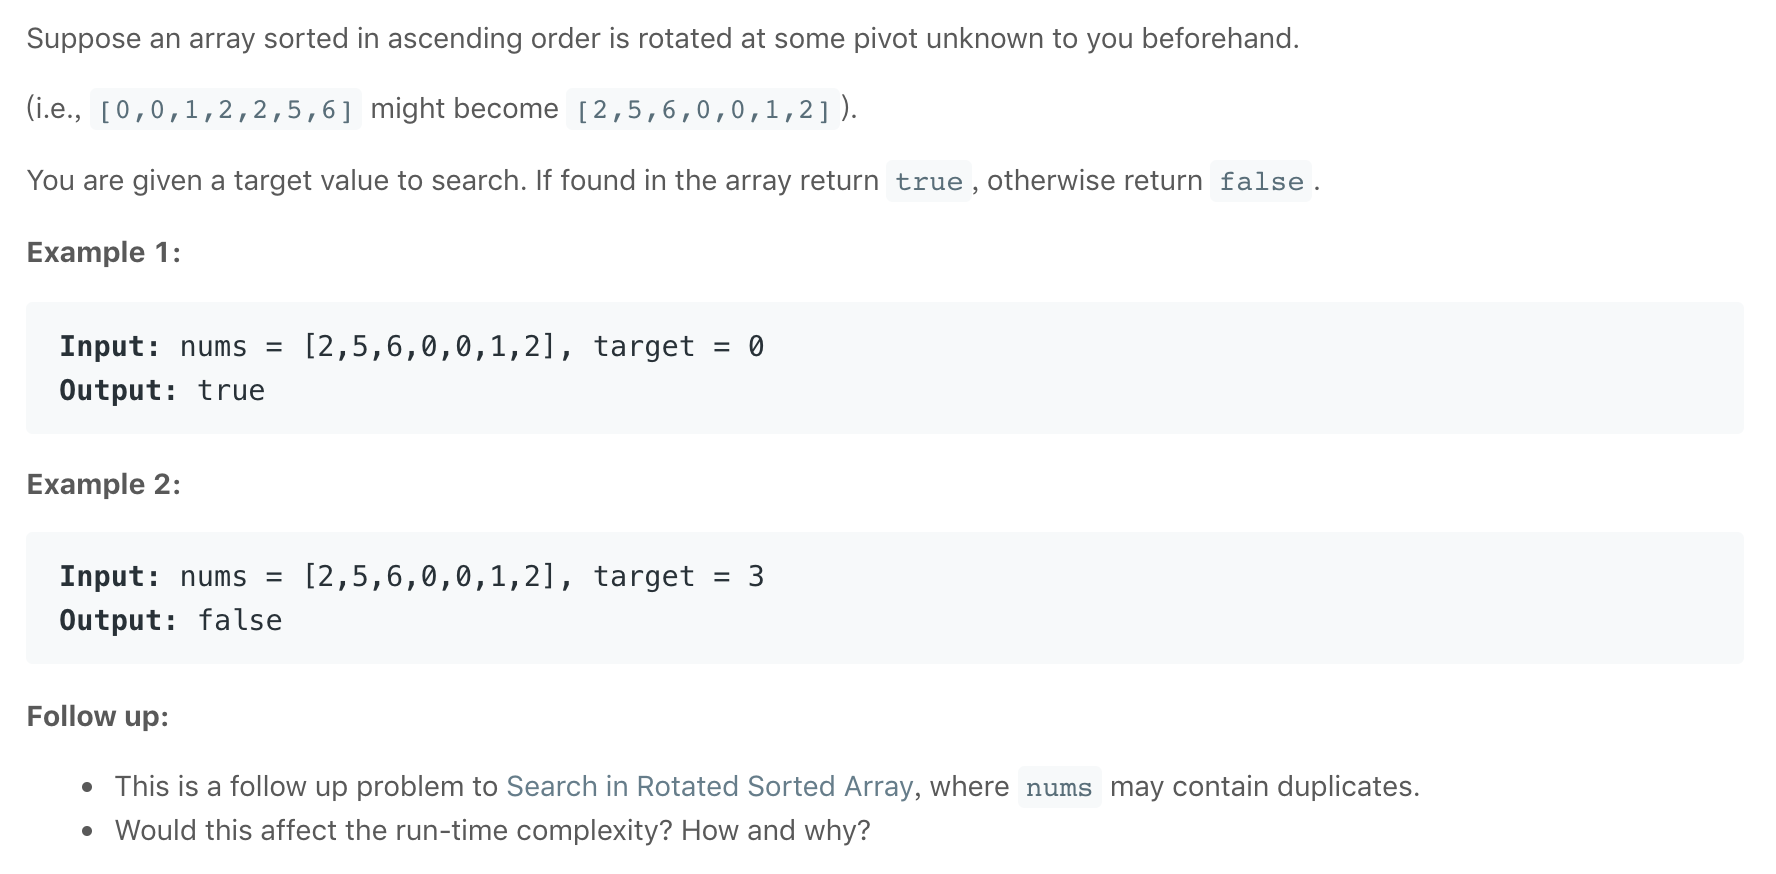 Suppose an array sorted in ascending order is rotated at some pivot unknown to you beforehand.
(i.e., [0,0,1,2,2,5,6] might become [2,5,6,0,0,1,2]).
You are given a target value to search. If found in the array return true, otherwise return false.
Example 1:
Input: nums = [2,5,6,0,0,1,2], target = 0
Output: true
Example 2:
Input: nums = [2,5,6,0,0,1,2], target = 3
Output: false
Follow up:
• This is a follow up problem to Search in Rotated Sorted Array, where nums may contain duplicates.
• Would this affect the run-time complexity? How and why?